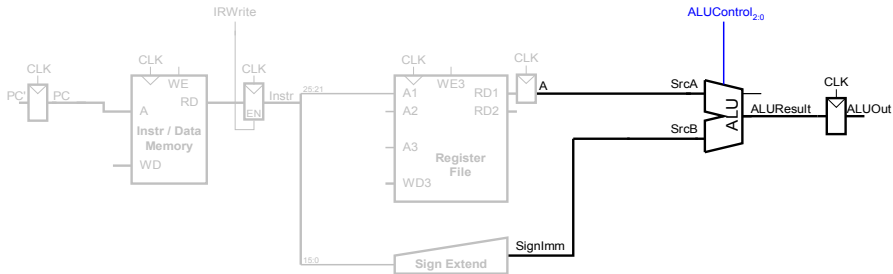 IRWrite
ALUControl2:0
CLK
CLK
CLK
CLK
CLK
CLK
PC'
PC
WE
A
RD
Instr / Data
Memory
WD
EN
Instr
25:21
A1
A2
A3
WD3
WE3
RD1
RD2
Register
File
A
SrcA
SrcB
ALU
ALUResult
ALUOut
SignImm
15:0
Sign Extend